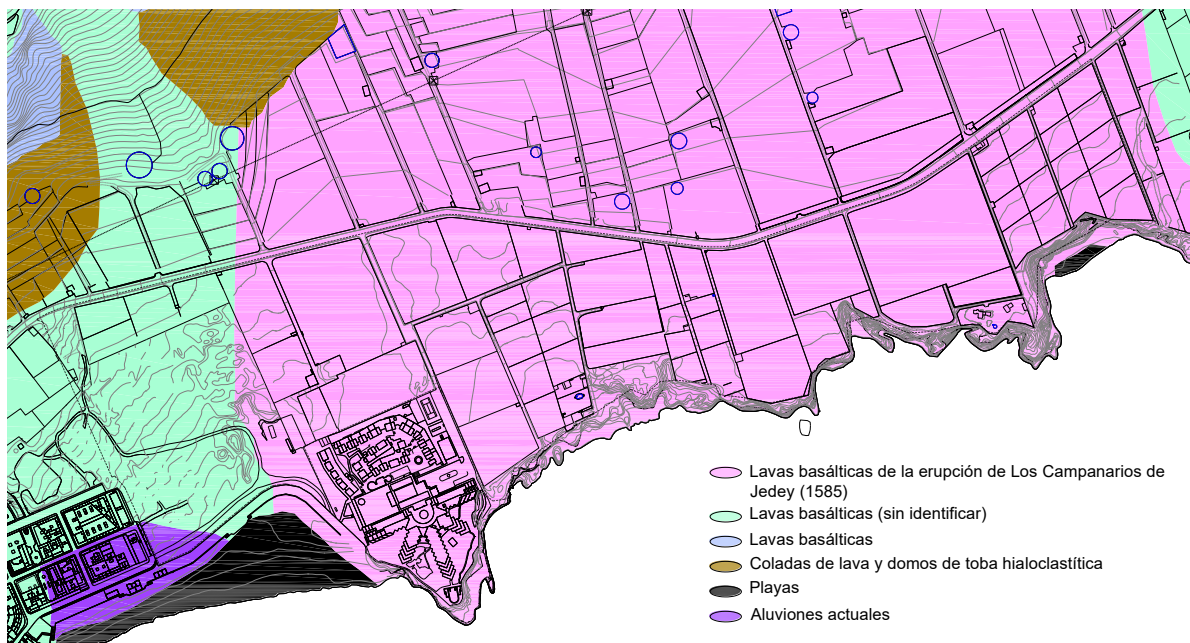 Lavas basálticas de la erupción de Los Campanarios de
Jedey (1585)
Lavas basálticas (sin identificar)
Lavas basálticas
Coladas de lava y domos de toba hialoclastítica
Playas
Aluviones actuales